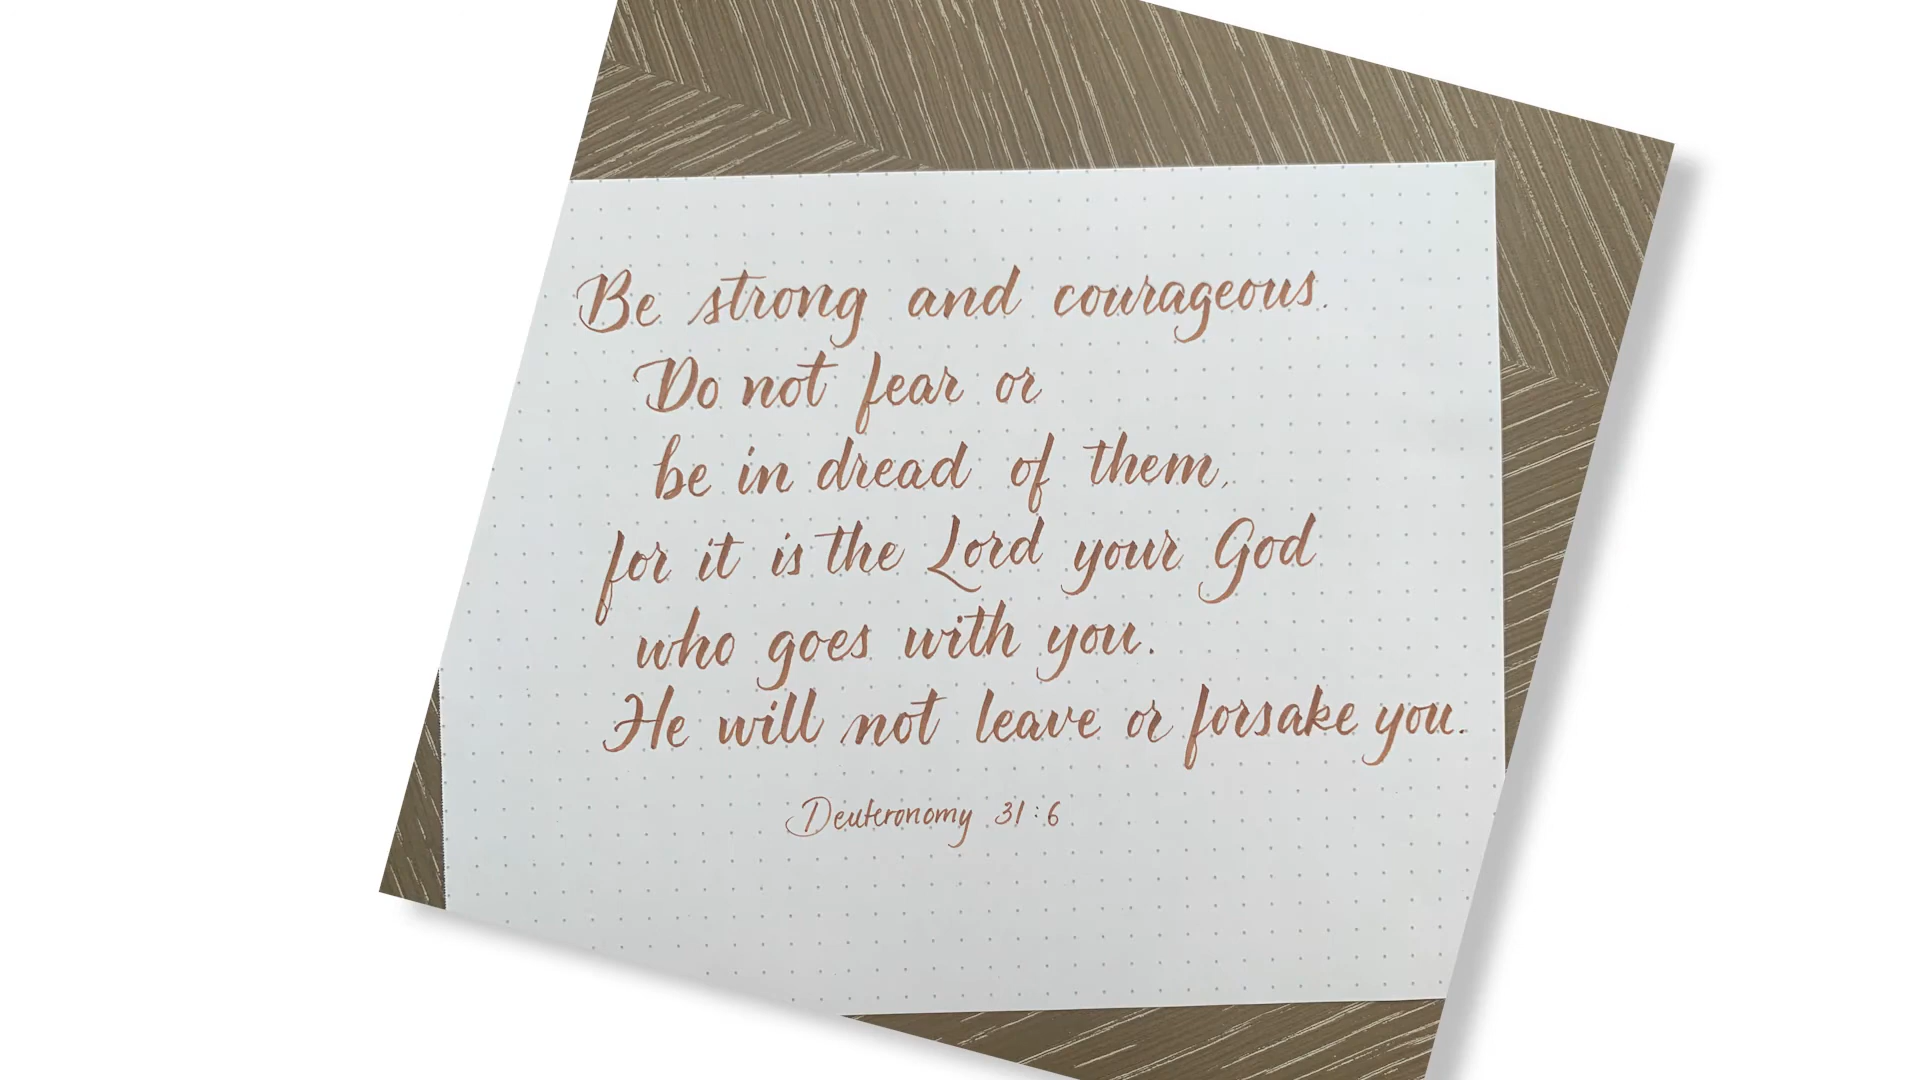 Be strong and courageous.
Do not fear or
be in dread of them,
for it is the Lord your God
who goes with you.
He will not leave or forsake you.
Deuteronomy 31:6